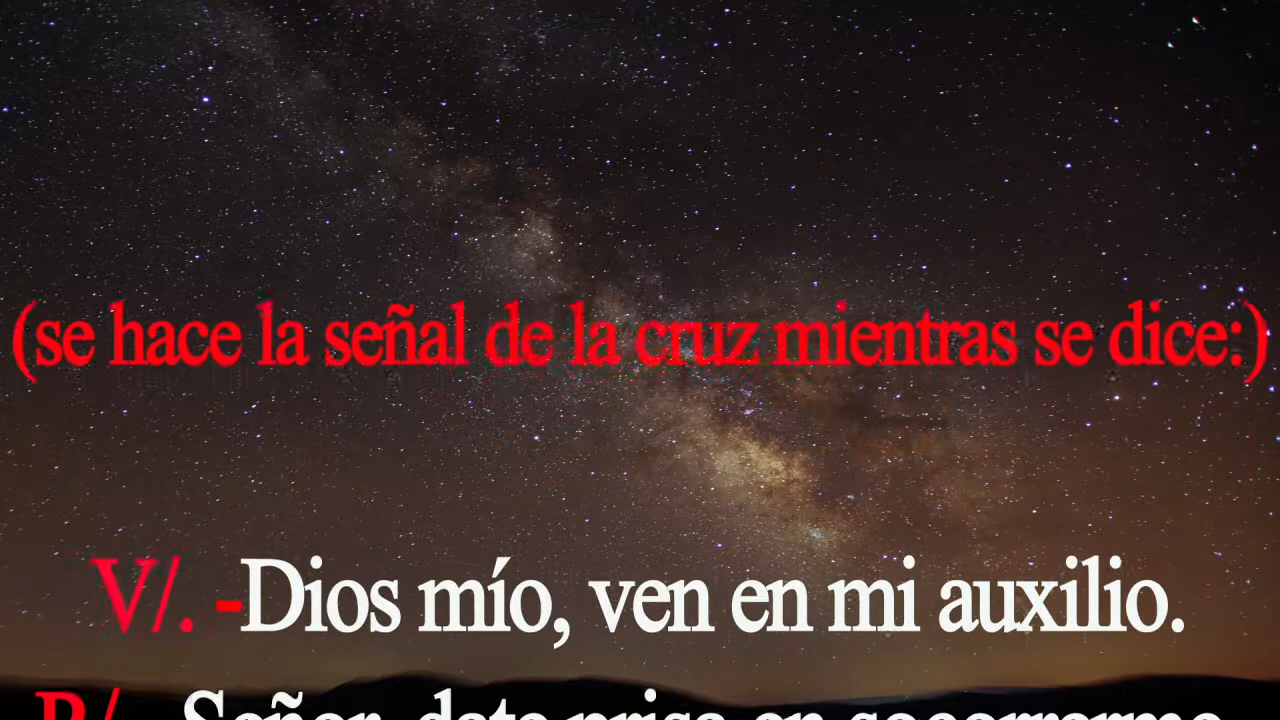 (se hace la señal de la cruz mientras se dice:)
V/. -Dios mío, ven en mi auxilio.
R/. -Señor, date prisa en socorrerme.